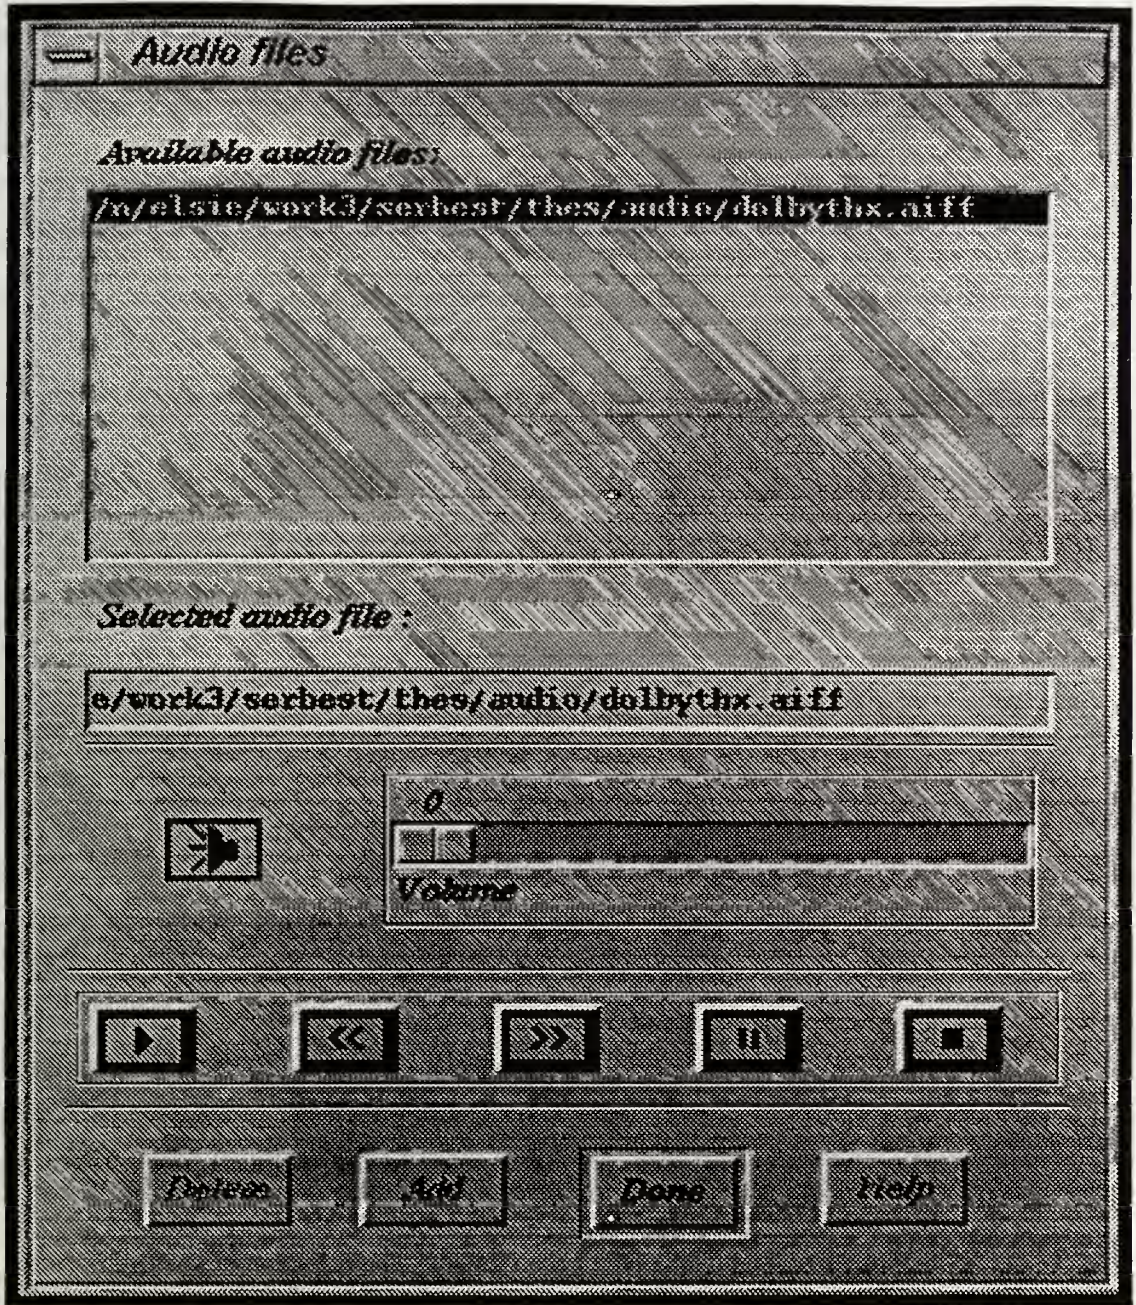 Audio files
Available audio files:
/n/elsie/work3/serbest/thes/audio/dolbythx.aiff
Selected audio file :
e/work3/serbest/thes/audio/dolbythx.aiff
0
Volume
Delete Add Done Help